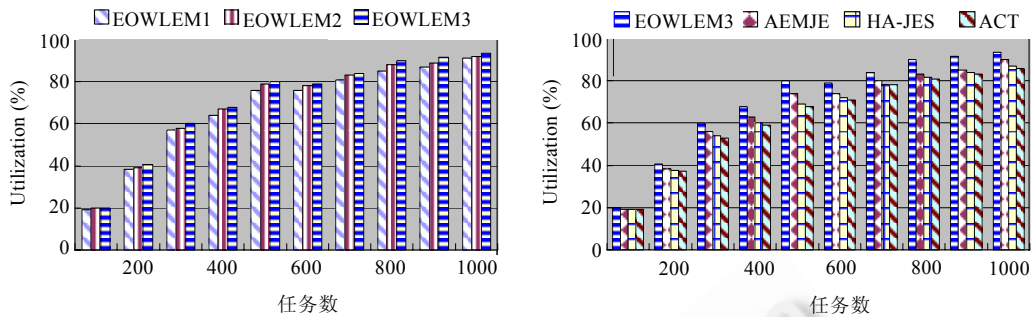 EOWLEM1 EOWLEM2 EOWLEM3
Utilization (%)
100
80
60
40
20
0
200 400 600 800 1000
任务数
EOWLEM3 AEMJE HA-JES ACT
Utilization (%)
100
80
60
40
20
0
200 400 600 800 1000
任务数